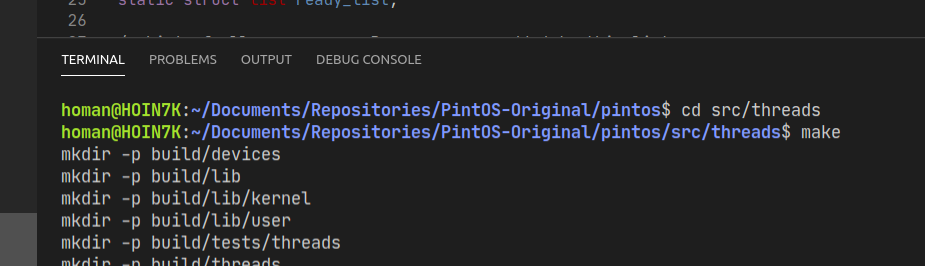 25 static struct list ready_list;
26
TERMINAL PROBLEMS OUTPUT DEBUG CONSOLE
homan@HOIN7K:~/Documents/Repositories/PintOS-Original/pintos$ cd src/threads
homan@HOIN7K:~/Documents/Repositories/PintOS-Original/pintos/src/threads$ make
mkdir -p build/devices
mkdir -p build/lib
mkdir -p build/lib/kernel
mkdir -p build/lib/user
mkdir -p build/tests/threads
mkdir -p build/threads